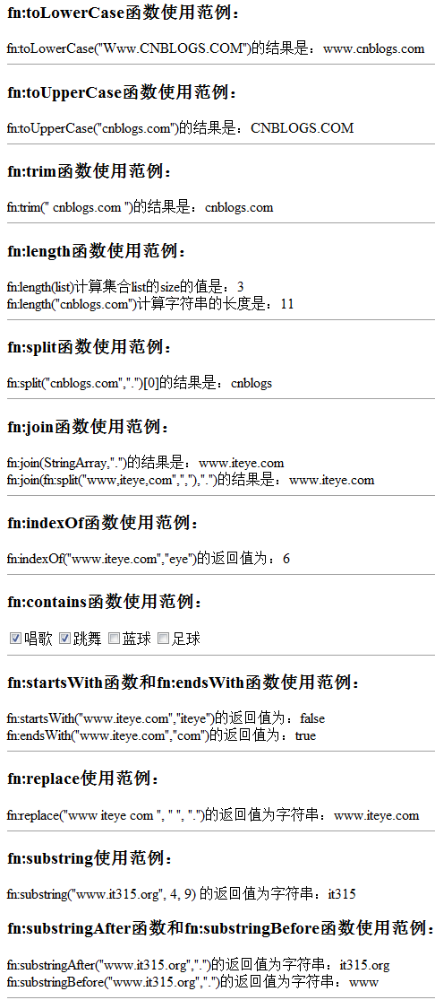 fn:toLowerCase函数使用范例：
fn:toLowerCase("Www.CNBLOGS.COM")的结果是：www.cnblogs.com
fn:toUpperCase函数使用范例：
fn:toUpperCase("cnblogs.com")的结果是：CNBLOGS.COM
fn:trim函数使用范例：
fn:trim(" cnblogs.com ")的结果是：cnblogs.com
fn:length函数使用范例：
fn:length(list)计算集合list的size的值是：3
fn:length("cnblogs.com")计算字符串的长度是：11
fn:split函数使用范例：
fn:split("cnblogs.com",".")[0]的结果是：cnblogs
fn:join函数使用范例：
fn:join(StringArray,".")的结果是：www.iteye.com
fn:join(fn:split("www,iteye,com",","),".")的结果是：www.iteye.com
fn:indexOf函数使用范例：
fn:indexOf("www.iteye.com","eye")的返回值为：6
fn:contains函数使用范例：
唱歌 跳舞 蓝球 足球
fn:startsWith函数和fn:endsWith函数使用范例：
fn:startsWith("www.iteye.com","iteye")的返回值为：false
fn:endsWith("www.iteye.com","com")的返回值为：true
fn:replace使用范例：
fn:replace("www iteye com ", " ", ".")的返回值为字符串：www.iteye.com
fn:substring使用范例：
fn:substring("www.it315.org", 4, 9) 的返回值为字符串：it315
fn:substringAfter函数和fn:substringBefore函数使用范例：
fn:substringAfter("www.it315.org",".")的返回值为字符串：it315.org
fn:substringBefore("www.it315.org",".")的返回值为字符串：www